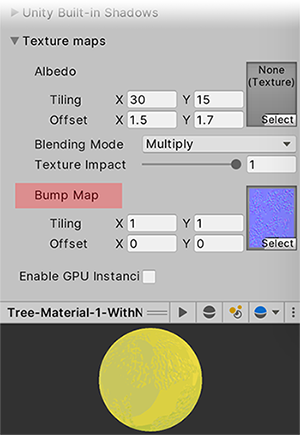 Unity Built-in Shadows
Texture maps
Albedo
None
(Texture)
Tiling X 30 Y 15
Offset X 1.5 Y 1.7
Select
Blending Mode Multiply
Texture Impact 1
Bump Map
Tiling X 1 Y 1
Offset X 0 Y 0
Select
Enable GPU Instanci
Tree-Material-1-WithN